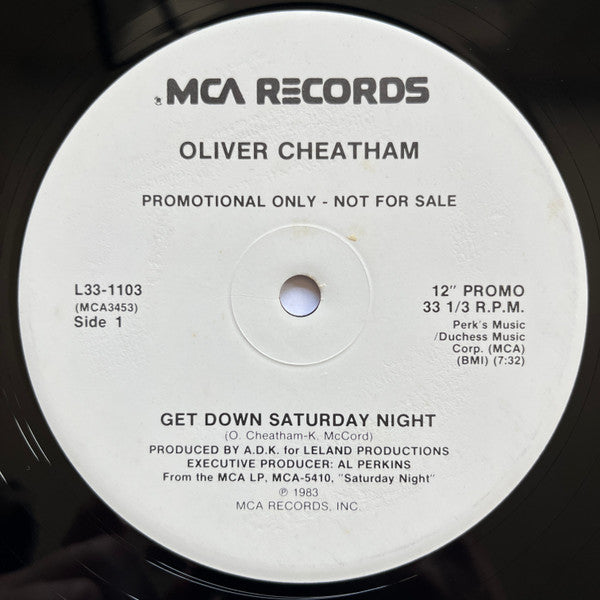 MCA RECORDS
OLIVER CHEATHAM
PROMOTIONAL ONLY - NOT FOR SALE
L33-1103
(MCA3453)
Side 1
12" PROMO
33 1/3 R.P.M.
Perk's Music
/Duchess Music
Corp. (MCA)
(BMI) (7:32)
GET DOWN SATURDAY NIGHT
(O. Cheatham-K. McCord)
PRODUCED BY A.D.K. for LELAND PRODUCTIONS
EXECUTIVE PRODUCER: AL PERKINS
From the MCA LP, MCA-5410, "Saturday Night"
℗ 1983
MCA RECORDS, INC.